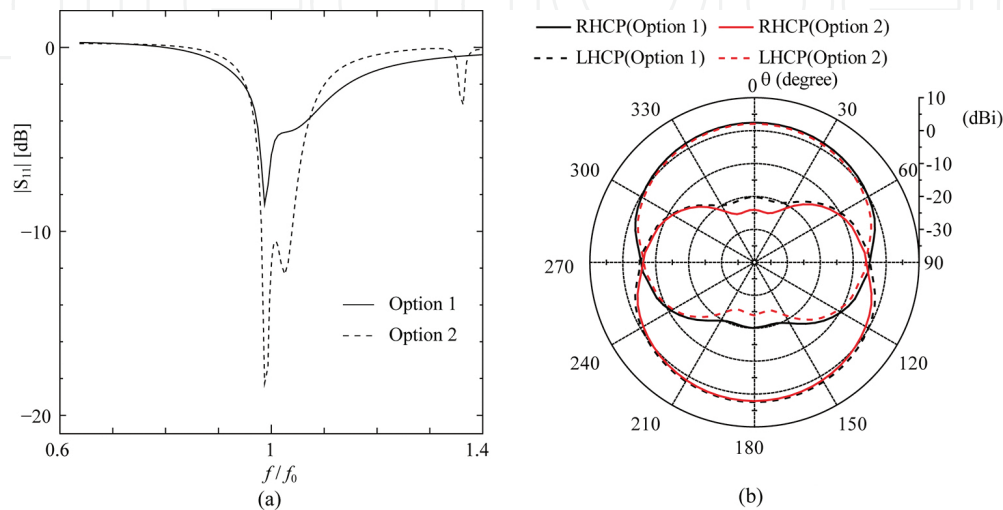 0
−10
−20
|S11| [dB]
0.6
1
1.4
f/f0
Option 1
Option 2
(a)
RHCP(Option 1)
RHCP(Option 2)
LHCP(Option 1)
LHCP(Option 2)
θ (degree)
0
30
60
90
120
150
180
210
240
270
300
330
10
0
-10
-20
-30
(dBi)
(b)